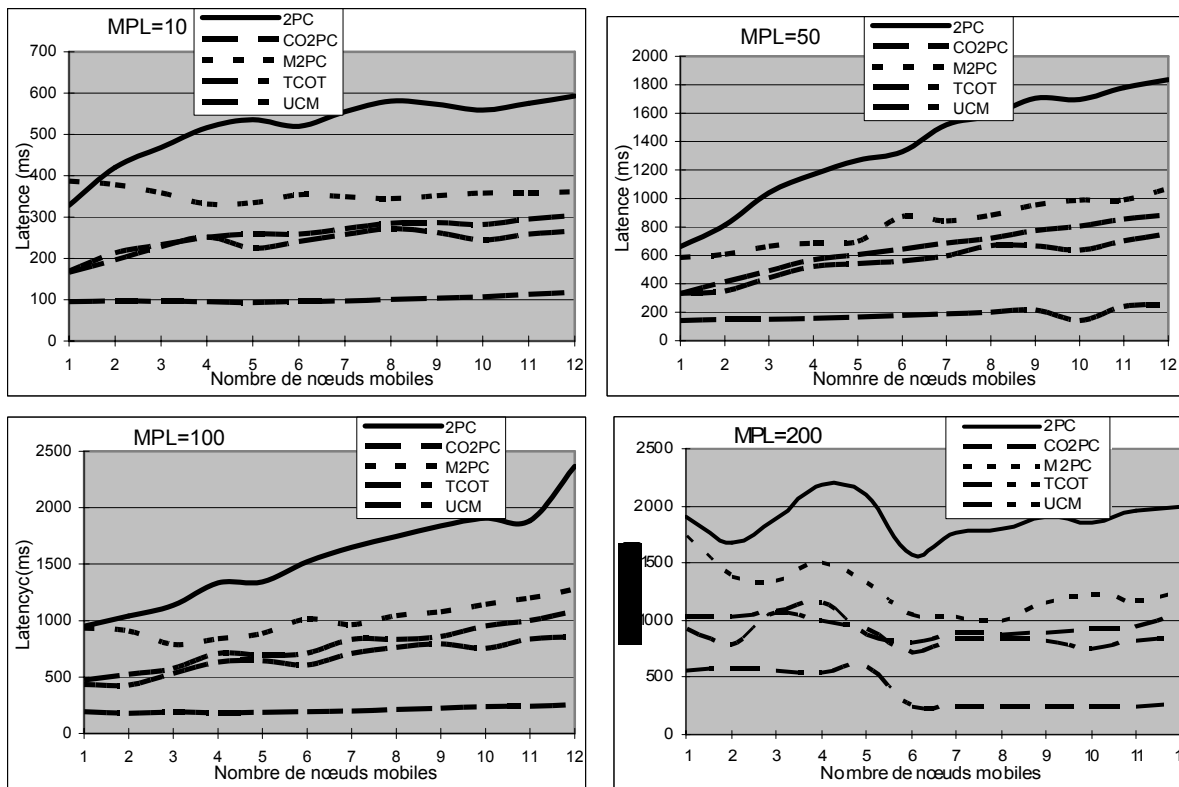 MPL=10
2PC
CO2PC
M2PC
TCOT
UCM
700
600
500
400
300
200
100
0
Latence (ms)
1 2 3 4 5 6 7 8 9 10 11 12
Nombre de nœuds mobiles
MPL=50
2PC
CO2PC
M2PC
TCOT
UCM
2000
1800
1600
1400
1200
1000
800
600
400
200
0
Latence (ms)
1 2 3 4 5 6 7 8 9 10 11 12
Nomnre de nœuds mobiles
MPL=100
2PC
CO2PC
M2PC
TCOT
UCM
2500
2000
1500
1000
500
0
Latencyc(ms)
1 2 3 4 5 6 7 8 9 10 11 12
Nombre de nœuds mobiles
MPL=200
2PC
CO2PC
M2PC
TCOT
UCM
2500
2000
1500
1000
500
0
1 2 3 4 5 6 7 8 9 10 11 1
Nombre de nœuds mobiles